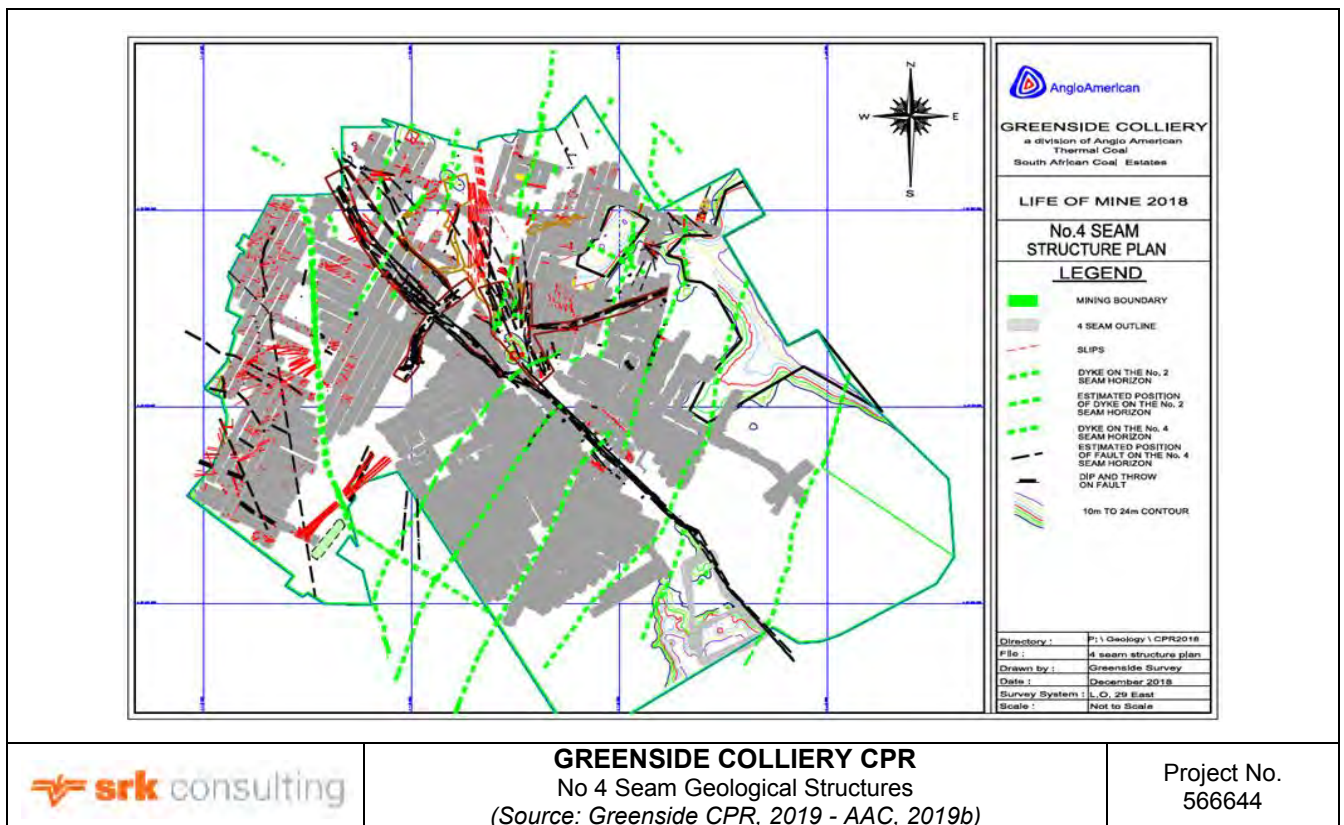 N
W
E
S
AngloAmerican
GREENSIDE COLLIERY
a division of Anglo American
Thermal Coal
South African Coal Estates
LIFE OF MINE 2018
No.4 SEAM
STRUCTURE PLAN
LEGEND
MINING BOUNDARY
4 SEAM OUTLINE
SLIPS
DYKE ON THE No. 2
SEAM HORIZON
ESTIMATED POSITION
OF DYKE ON THE No. 2
SEAM HORIZON
DYKE ON THE No. 4
SEAM HORIZON
ESTIMATED POSITION
OF FAULT ON THE No. 4
SEAM HORIZON
DIP AND THROW
ON FAULT
10m TO 24m CONTOUR
Directory : P: \ Geology \ CPR2018
File : 4 seam structure plan
Drawn by : Greenside Survey
Date : December 2018
Survey System : L.O. 29 East
Scale : Not to Scale
srk consulting
GREENSIDE COLLIERY CPR
No 4 Seam Geological Structures
(Source: Greenside CPR, 2019 - AAC, 2019b)
Project No.
566644